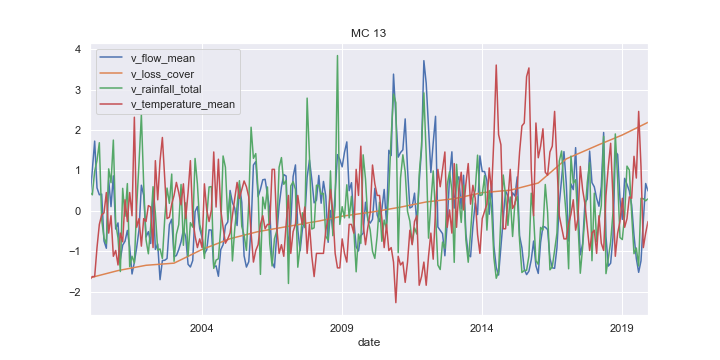 MC 13
4
3
2
1
0
−1
−2
v_flow_mean
v_loss_cover
v_rainfall_total
v_temperature_mean
2004 2009 2014 2019
date